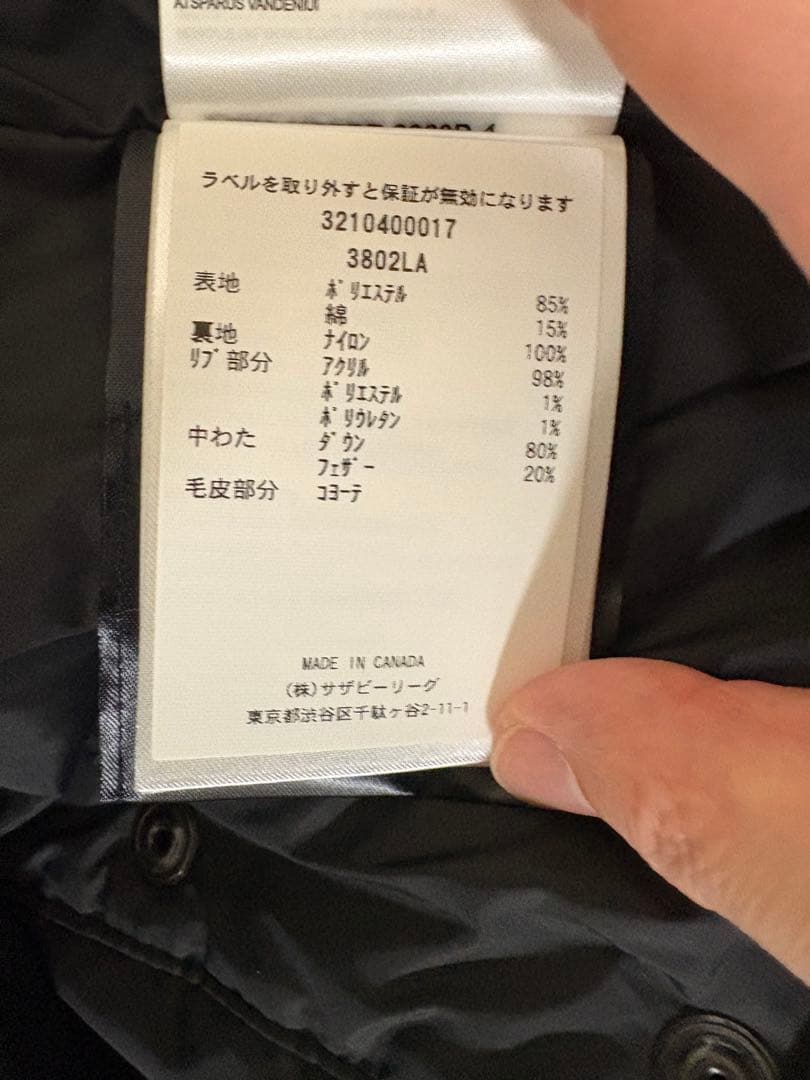 ATSPARUS VANDENIUI
ラベルを取り外すと保証が無効になります
3210400017
3802LA
表地 ポリエステル 85%
綿 15%
裏地 ナイロン 100%
リブ部分 アクリル 98%
ポリエステル 1%
ポリウレタン 1%
中わた ダウン 80%
フェザー 20%
毛皮部分 コヨーテ
MADE IN CANADA
(株)サザビーリーグ
東京都渋谷区千駄ヶ谷2-11-1